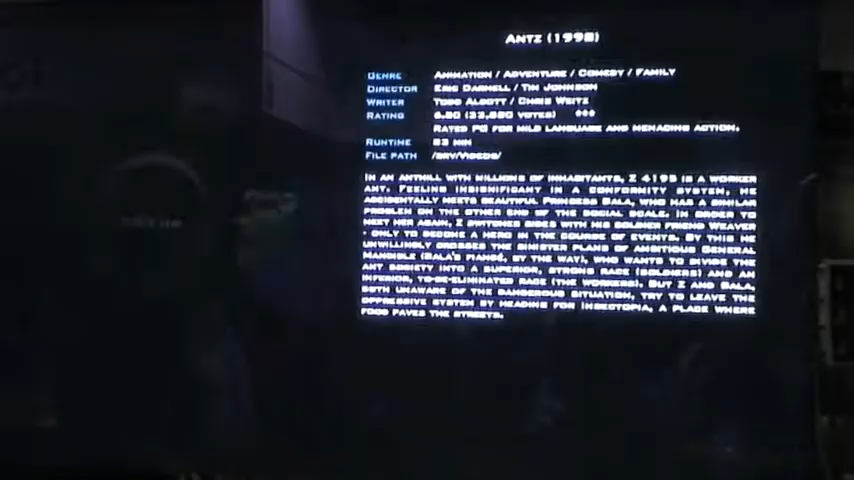 ANTZ (1998)
GENRE ANIMATION / ADVENTURE / COMEDY / FAMILY
DIRECTOR ERIC DARNELL / TIM JOHNSON
WRITER TODD ALCOTT / CHRIS WEITZ
RATING 6.80 (33,880 VOTES)
RATED PG FOR MILD LANGUAGE AND MENACING ACTION.
RUNTIME 83 MIN
FILE PATH /SRV/VIDEOS/
IN AN ANTHILL WITH MILLIONS OF INHABITANTS, Z 4195 IS A WORKER
ANT. FEELING INSIGNIFICANT IN A CONFORMITY SYSTEM, HE
ACCIDENTALLY MEETS BEAUTIFUL PRINCESS BALA, WHO HAS A SIMILAR
PROBLEM ON THE OTHER END OF THE SOCIAL SCALE. IN ORDER TO
MEET HER AGAIN, Z SWITCHES SIDES WITH HIS SOLDIER FRIEND WEAVER
- ONLY TO BECOME A HERO IN THE COURSE OF EVENTS. BY THIS HE
UNWILLINGLY CROSSES THE SINISTER PLANS OF AMBITIOUS GENERAL
MANDIBLE (BALA'S FIANCÉ, BY THE WAY), WHO WANTS TO DIVIDE THE
ANT SOCIETY INTO A SUPERIOR, STRONG RACE (SOLDIERS) AND AN
INFERIOR, TO-BE-ELIMINATED RACE (THE WORKERS). BUT Z AND BALA,
BOTH UNAWARE OF THE DANGEROUS SITUATION, TRY TO LEAVE THE
OPPRESSIVE SYSTEM BY HEADING FOR INSECTOPIA, A PLACE WHERE
FOOD PAVES THE STREETS.